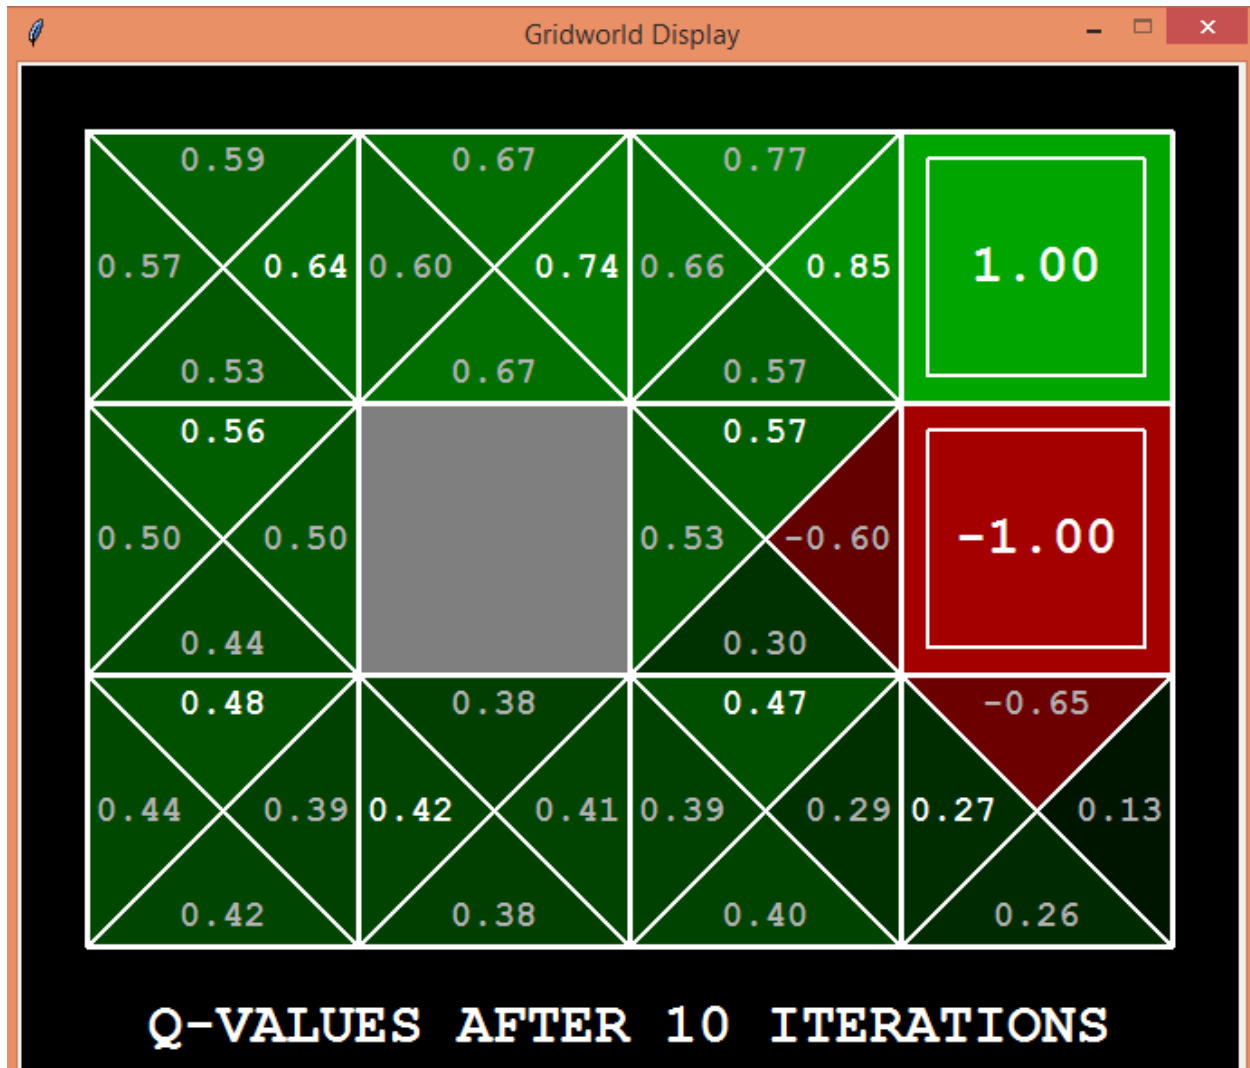 Gridworld Display
0.59 0.67 0.77
0.57 0.64 0.60 0.74 0.66 0.85 1.00
0.53 0.67 0.57
0.56 0.57
0.50 0.50 0.53 -0.60 -1.00
0.44 0.30
0.48 0.38 0.47 -0.65
0.44 0.39 0.42 0.41 0.39 0.29 0.27 0.13
0.42 0.38 0.40 0.26
Q-VALUES AFTER 10 ITERATIONS